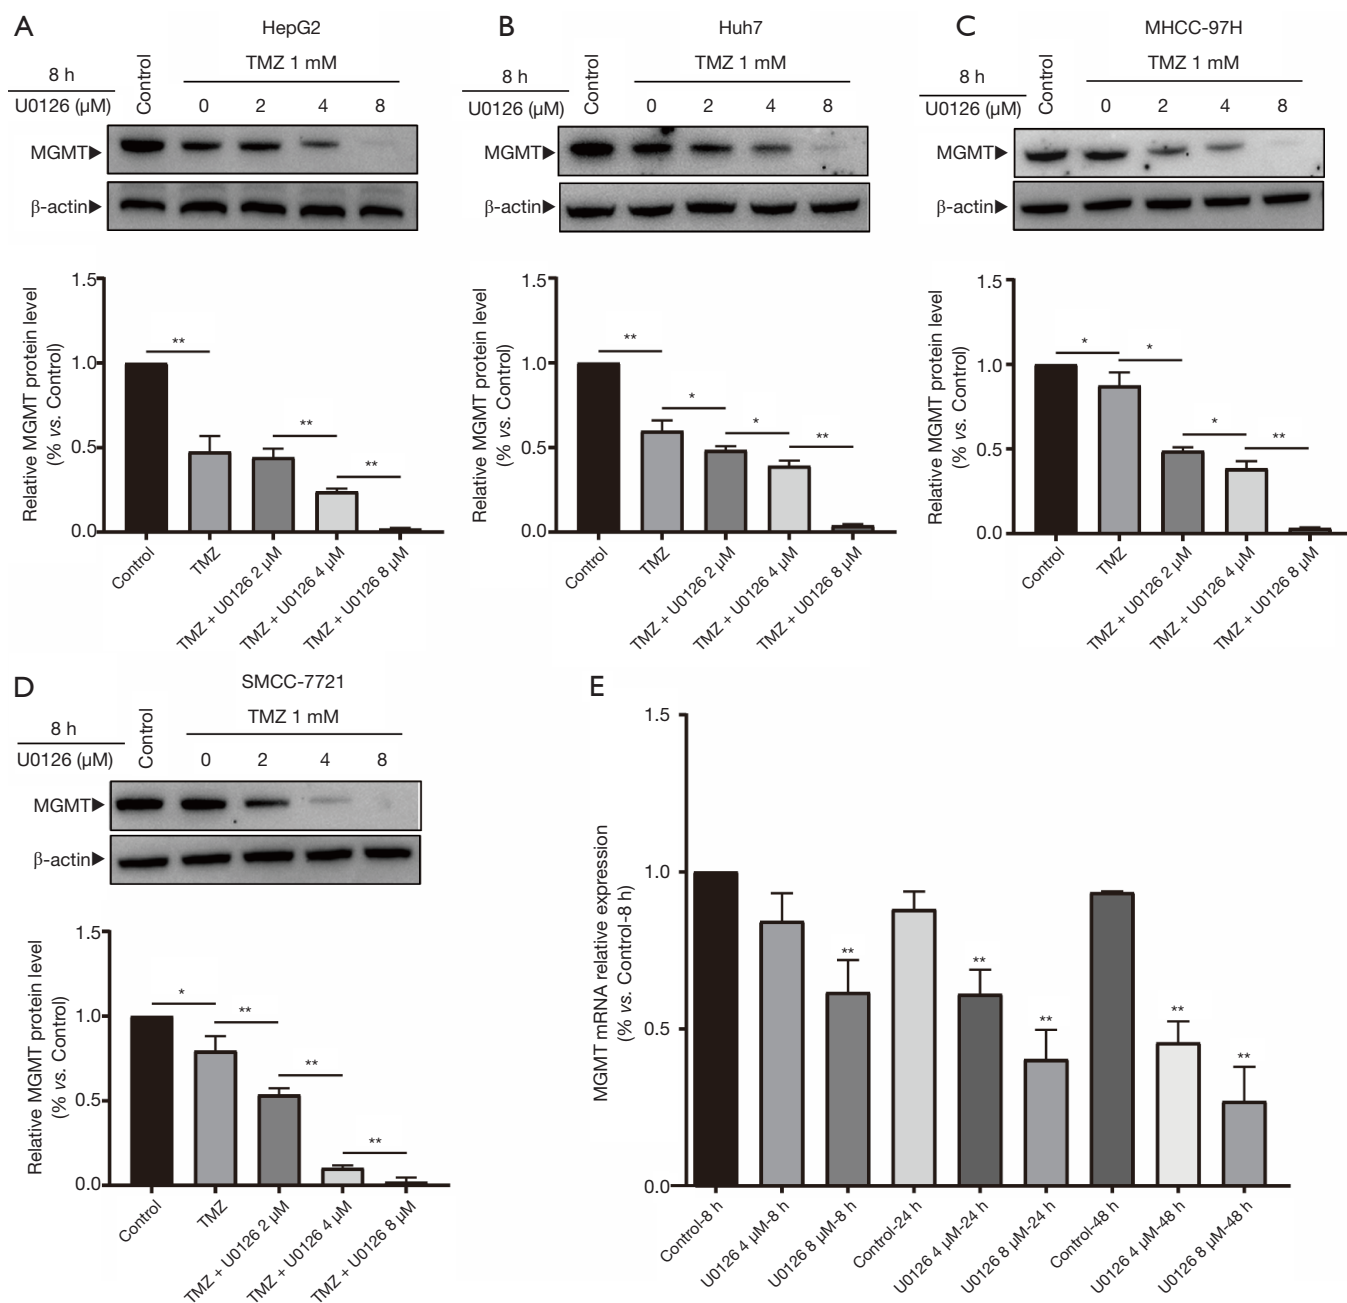 A
HepG2
8 h
Control
TMZ 1 mM
U0126 (μM)
0 2 4 8
MGMT
β-actin
Relative MGMT protein level
(% vs. Control)
1.5
1.0
0.5
0.0
**
**
**
Control
TMZ
TMZ + U0126 2 μM
TMZ + U0126 4 μM
TMZ + U0126 8 μM
B
Huh7
8 h
Control
TMZ 1 mM
U0126 (μM)
0 2 4 8
MGMT
β-actin
Relative MGMT protein level
(% vs. Control)
1.5
1.0
0.5
0.0
**
*
*
**
Control
TMZ
TMZ + U0126 2 μM
TMZ + U0126 4 μM
TMZ + U0126 8 μM
C
MHCC-97H
8 h
Control
TMZ 1 mM
U0126 (μM)
0 2 4 8
MGMT
β-actin
Relative MGMT protein level
(% vs. Control)
1.5
1.0
0.5
0.0
*
*
*
**
Control
TMZ
TMZ + U0126 2 μM
TMZ + U0126 4 μM
TMZ + U0126 8 μM
D
SMCC-7721
8 h
Control
TMZ 1 mM
U0126 (μM)
0 2 4 8
MGMT
β-actin
Relative MGMT protein level
(% vs. Control)
1.5
1.0
0.5
0.0
*
**
**
**
Control
TMZ
TMZ + U0126 2 μM
TMZ + U0126 4 μM
TMZ + U0126 8 μM
E
MGMT mRNA relative expression
(% vs. Control-8 h)
1.5
1.0
0.5
0.0
**
**
**
**
**
Control-8 h
U0126 4 μM-8 h
U0126 8 μM-8 h
Control-24 h
U0126 4 μM-24 h
U0126 8 μM-24 h
Control-48 h
U0126 4 μM-48 h
U0126 8 μM-48 h